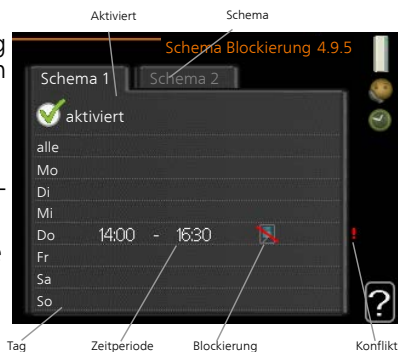 Aktiviert
Schema
Schema Blockierung 4.9.5
Schema 1
Schema 2
aktiviert
alle
Mo
Di
Mi
Do 14:00 - 16:30 !
Fr
Sa
So
?
Tag
Zeitperiode
Blockierung
Konflikt